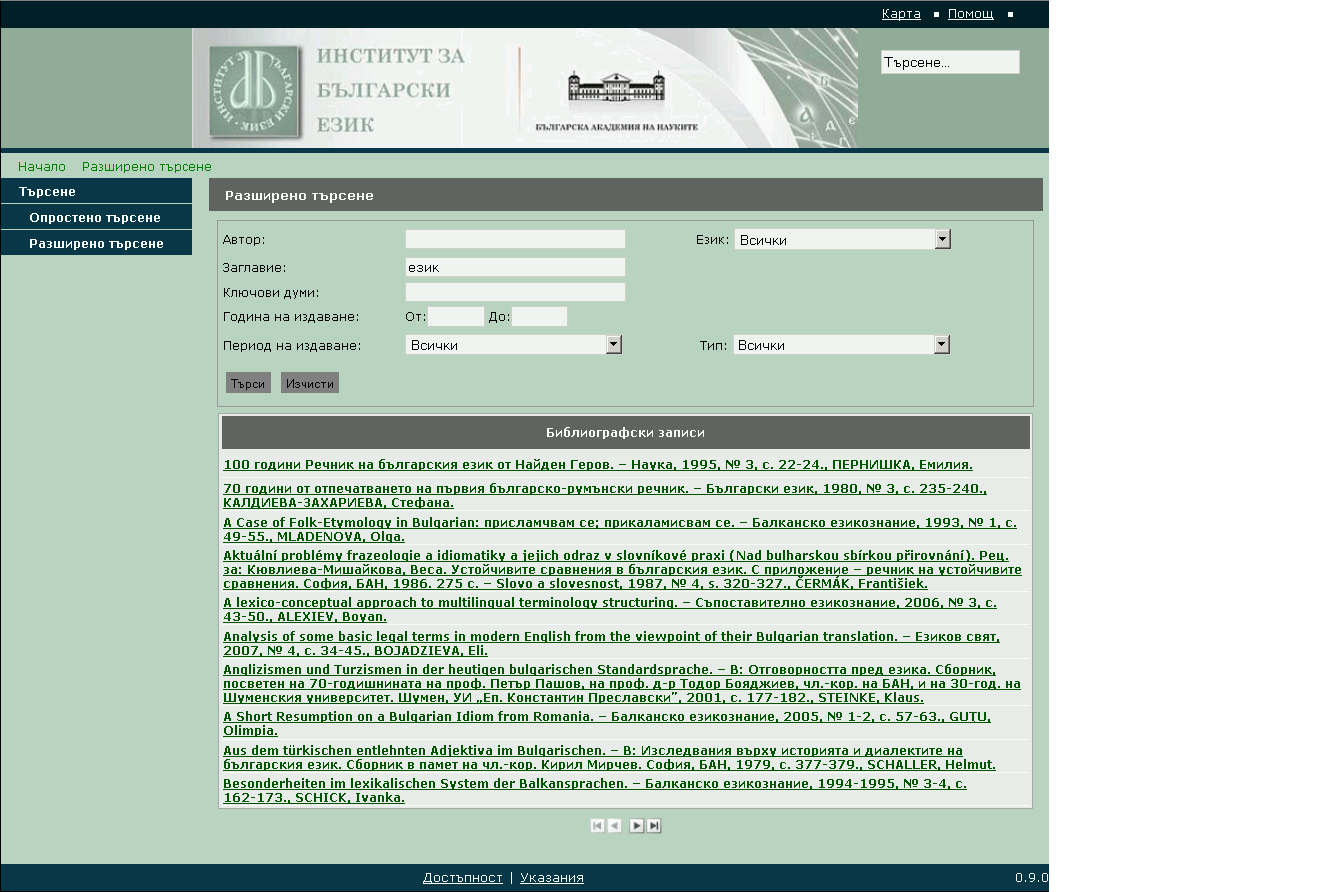 Карта ▪ Помощ ▪
ИНСТИТУТ ЗА
БЪЛГАРСКИ
ЕЗИК
ИНСТИТУТ ЗА БЪЛГАРСКИ ЕЗИК
БЪЛГАРСКА АКАДЕМИЯ НА НАУКИТЕ
Търсене...
Начало Разширено търсене
Търсене
Опростено търсене
Разширено търсене
Разширено търсене
Автор: Език: Всички
Заглавие: език
Ключови думи:
Година на издаване: От: До:
Период на издаване: Всички Тип: Всички
Търси Изчисти
Библиографски записи
100 години Речник на българския език от Найден Геров. – Наука, 1995, № 3, с. 22-24., ПЕРНИШКА, Емилия.
70 години от отпечатването на първия българско-румънски речник. – Български език, 1980, № 3, с. 235-240.,
КАЛДИЕВА-ЗАХАРИЕВА, Стефана.
A Case of Folk-Etymology in Bulgarian: присламчвам се; прикаламисвам се. – Балканско езикознание, 1993, № 1, с.
49-55., MLADENOVA, Olga.
Aktuální problémy frazeologie a idiomatiky a jejich odraz v slovníkové praxi (Nad bulharskou sbírkou přirovnání). Рец.
за: Кювлиева-Мишайкова, Веса. Устойчивите сравнения в българския език. С приложение – речник на устойчивите
сравнения. София, БАН, 1986. 275 с. – Slovo a slovesnost, 1987, № 4, s. 320-327., ČERMÁK, Františiek.
A lexico-conceptual approach to multilingual terminology structuring. – Съпоставително езикознание, 2006, № 3, с.
43-50., ALEXIEV, Boyan.
Analysis of some basic legal terms in modern English from the viewpoint of their Bulgarian translation. – Езиков свят,
2007, № 4, с. 34-45., BOJADZIEVA, Eli.
Anglizismen und Turzismen in der heutigen bulgarischen Standardsprache. – В: Отговорността пред езика. Сборник,
посветен на 70-годишнината на проф. Петър Пашов, на проф. д-р Тодор Бояджиев, чл.-кор. на БАН, и на 30-год. на
Шуменския университет. Шумен, УИ „Еп. Константин Преславски”, 2001, с. 177-182., STEINKE, Klaus.
A Short Resumption on a Bulgarian Idiom from Romania. – Балканско езикознание, 2005, № 1-2, с. 57-63., GUTU,
Olimpia.
Aus dem türkischen entlehnten Adjektiva im Bulgarischen. – В: Изследвания върху историята и диалектите на
българския език. Сборник в памет на чл.-кор. Кирил Мирчев. София, БАН, 1979, с. 377-379., SCHALLER, Helmut.
Besonderheiten im lexikalischen System der Balkansprachen. – Балканско езикознание, 1994-1995, № 3-4, с.
162-173., SCHICK, Ivanka.
Достъпност | Указания 0.9.0